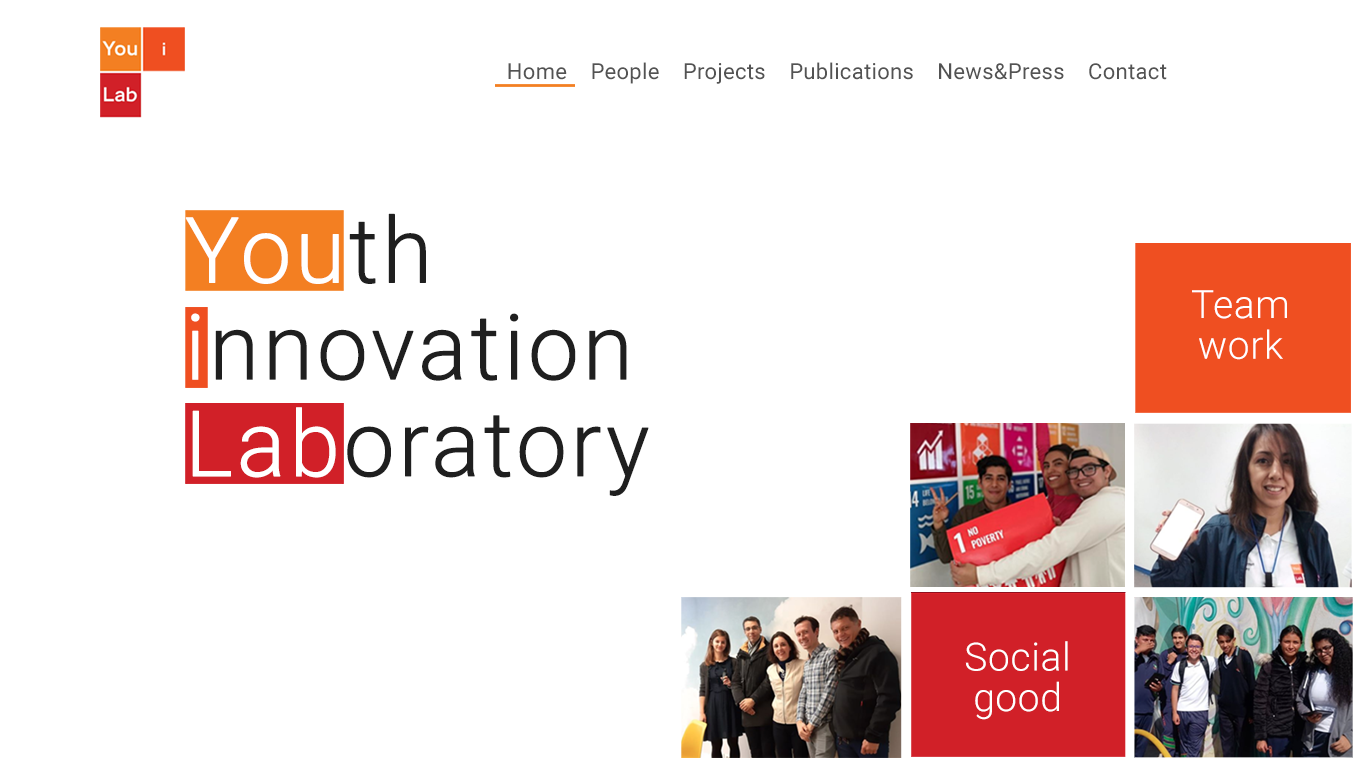 You i
Lab
Home People Projects Publications News&Press Contact
Youth
innovation
Laboratory
Team
work
Social
good
1 NO
POVERTY